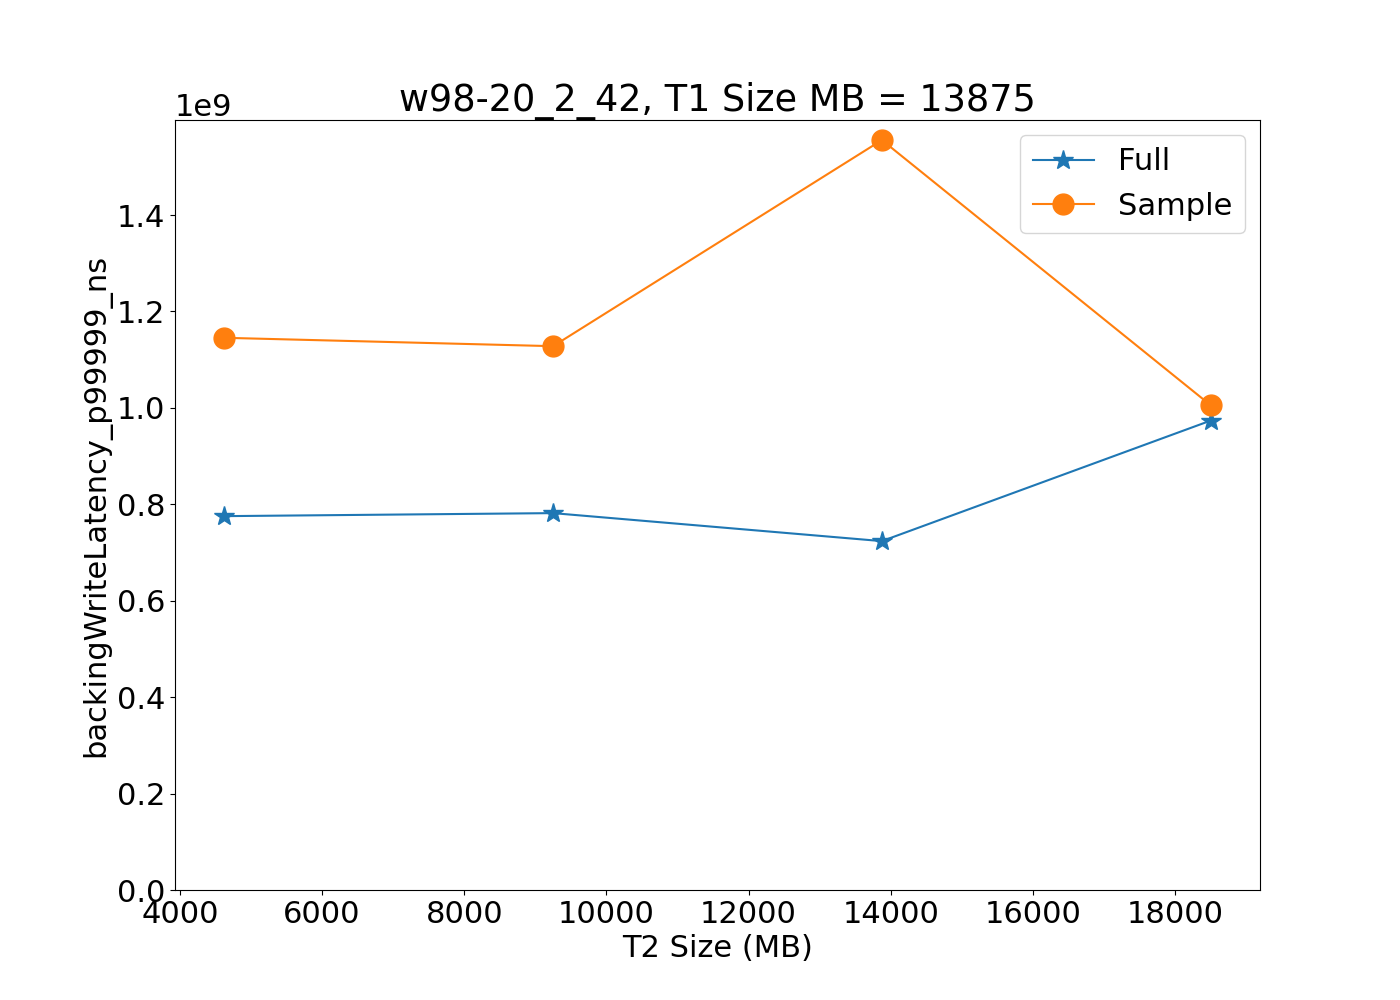 w98-20_2_42, T1 Size MB = 13875
1e9
Full
Sample
1.4
1.2
1.0
0.8
0.6
0.4
0.2
0.0
backingWriteLatency_p99999_ns
4000 6000 8000 10000 12000 14000 16000 18000
T2 Size (MB)